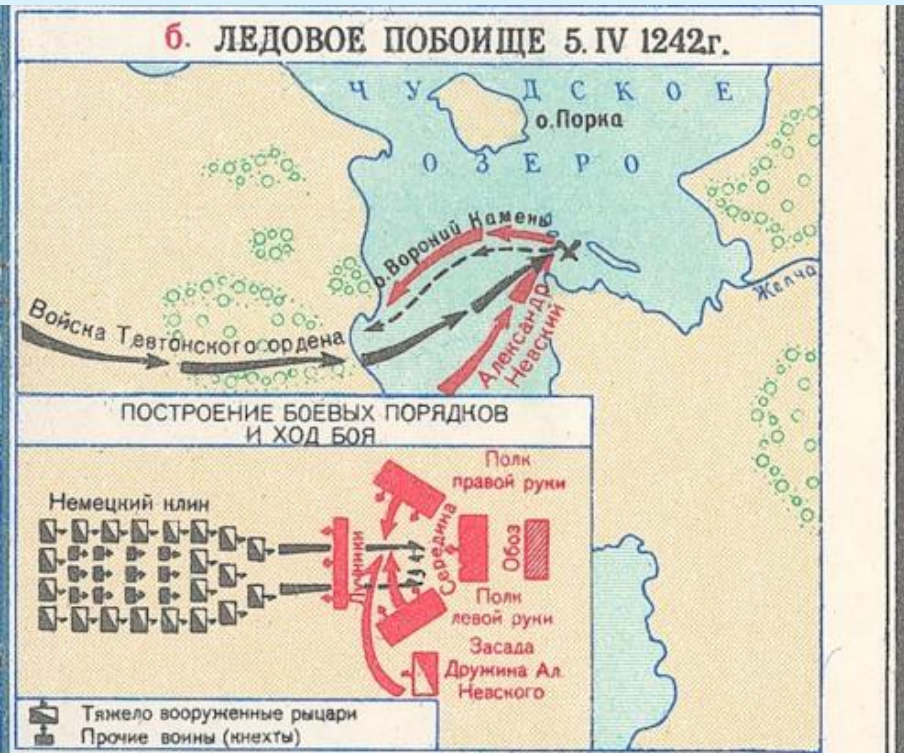 б. ЛЕДОВОЕ ПОБОИЩЕ 5.IV 1242г.
ЧУДСКОЕ
о.Порка
ОЗЕРО
о. Вороний Камень
Желча
Войска Тевтонского ордена
Александр
Невский
ПОСТРОЕНИЕ БОЕВЫХ ПОРЯДКОВ
И ХОД БОЯ
Немецкий клин
Лучники
Полк
правой руки
Середина
Обоз
Полк
левой руки
Засада
Дружина Ал.
Невского
Тяжело вооруженные рыцари
Прочие воины (кнехты)